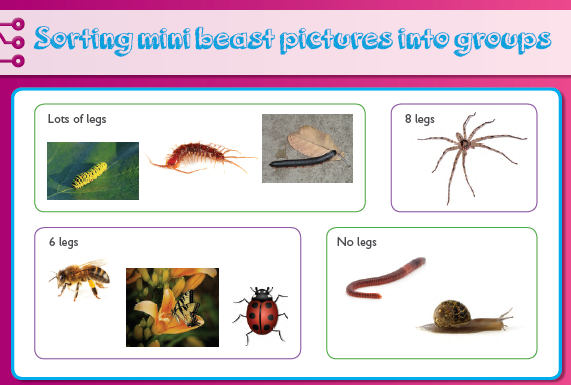 Sorting mini beast pictures into groups
Lots of legs
8 legs
6 legs
No legs